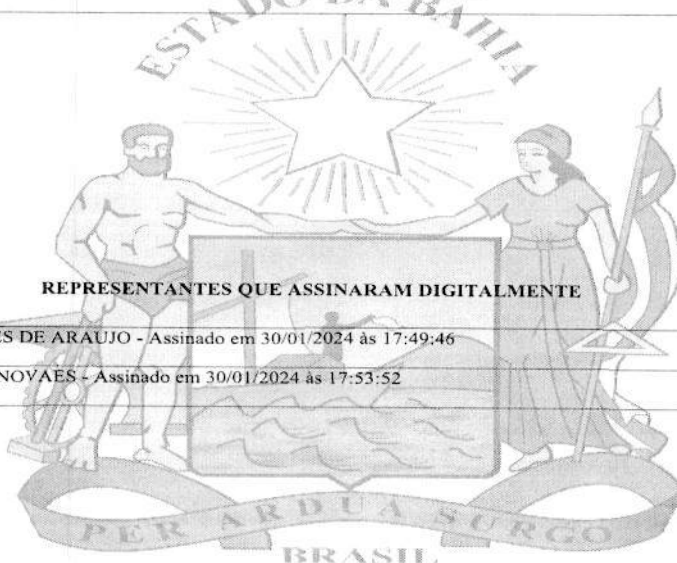 ESTADO DA BAHIA
REPRESENTANTES QUE ASSINARAM DIGITALMENTE
ES DE ARAUJO - Assinado em 30/01/2024 às 17:49:46
NOVAES - Assinado em 30/01/2024 às 17:53:52
PER ARDUA SURGO
BRASIL